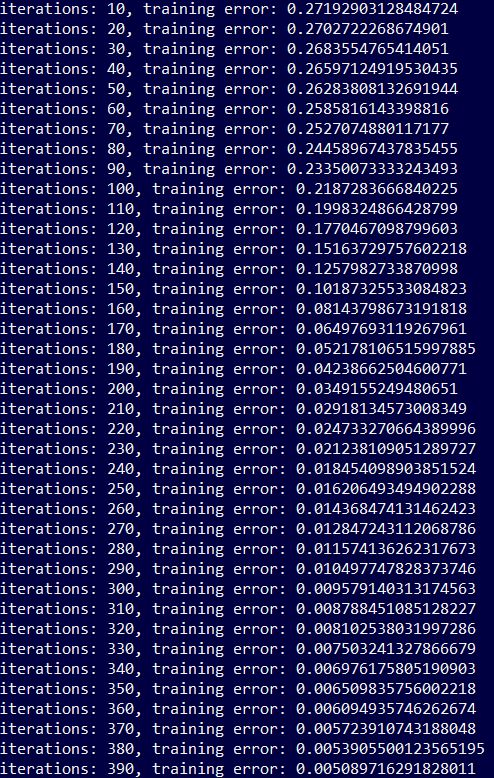 iterations: 10, training error: 0.27192903128484724
iterations: 20, training error: 0.2702722268674901
iterations: 30, training error: 0.2683554765414051
iterations: 40, training error: 0.26597124919530435
iterations: 50, training error: 0.26283808132691944
iterations: 60, training error: 0.2585816143398816
iterations: 70, training error: 0.2527074880117177
iterations: 80, training error: 0.24458967437835455
iterations: 90, training error: 0.23350073333243493
iterations: 100, training error: 0.2187283666840225
iterations: 110, training error: 0.1998324866428799
iterations: 120, training error: 0.1770467098799603
iterations: 130, training error: 0.15163729757602218
iterations: 140, training error: 0.1257982733870998
iterations: 150, training error: 0.10187325533084823
iterations: 160, training error: 0.08143798673191818
iterations: 170, training error: 0.06497693119267961
iterations: 180, training error: 0.052178106515997885
iterations: 190, training error: 0.04238662504600771
iterations: 200, training error: 0.0349155249480651
iterations: 210, training error: 0.02918134573008349
iterations: 220, training error: 0.024733270664389996
iterations: 230, training error: 0.021238109051289727
iterations: 240, training error: 0.018454098903851524
iterations: 250, training error: 0.016206493494902288
iterations: 260, training error: 0.014368474131462423
iterations: 270, training error: 0.012847243112068786
iterations: 280, training error: 0.011574136262317673
iterations: 290, training error: 0.010497747828373746
iterations: 300, training error: 0.009579140313174563
iterations: 310, training error: 0.008788451085128227
iterations: 320, training error: 0.008102538031997286
iterations: 330, training error: 0.007503241327866679
iterations: 340, training error: 0.006976175805190903
iterations: 350, training error: 0.006509835756002218
iterations: 360, training error: 0.006094935746262674
iterations: 370, training error: 0.005723910743188048
iterations: 380, training error: 0.0053905500123565195
iterations: 390, training error: 0.005089716291828011